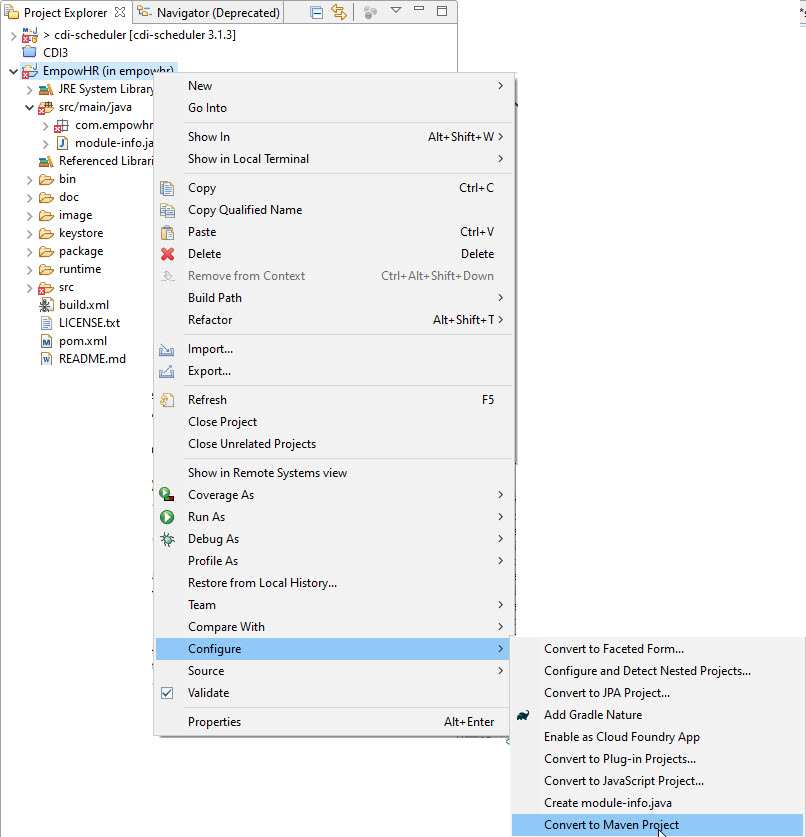 Project Explorer
Navigator (Deprecated)
> cdi-scheduler [cdi-scheduler 3.1.3]
CDI3
EmpowHR (in empowhr)
JRE System Library
src/main/java
com.empowhr
module-info.ja
Referenced Librari
bin
doc
image
keystore
package
runtime
src
build.xml
LICENSE.txt
pom.xml
README.md
New
Go Into
Show In Alt+Shift+W
Show in Local Terminal
Copy Ctrl+C
Copy Qualified Name
Paste Ctrl+V
Delete Delete
Remove from Context Ctrl+Alt+Shift+Down
Build Path
Refactor Alt+Shift+T
Import...
Export...
Refresh F5
Close Project
Close Unrelated Projects
Show in Remote Systems view
Coverage As
Run As
Debug As
Profile As
Restore from Local History...
Team
Compare With
Configure
Source
Validate
Properties Alt+Enter
Convert to Faceted Form...
Configure and Detect Nested Projects...
Convert to JPA Project...
Add Gradle Nature
Enable as Cloud Foundry App
Convert to Plug-in Projects...
Convert to JavaScript Project...
Create module-info.java
Convert to Maven Project